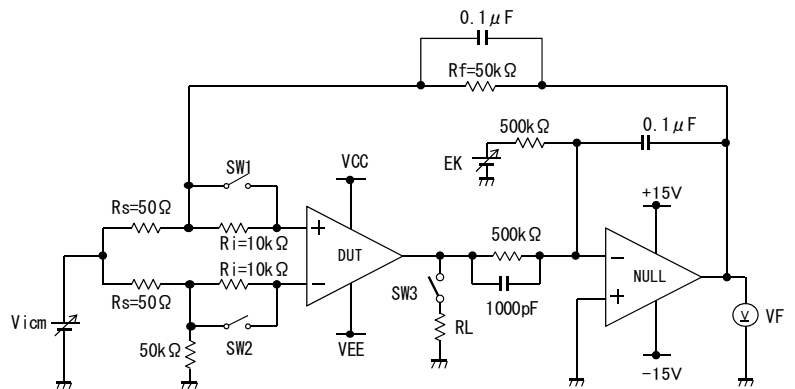 0.1μF
Rf=50kΩ
500kΩ
0.1μF
EK
SW1
VCC
+15V
Rs=50Ω
Ri=10kΩ
+
DUT
500kΩ
−
NULL
Ri=10kΩ
−
+
Rs=50Ω
SW3
1000pF
Vicm
SW2
RL
V
VF
50kΩ
VEE
−15V